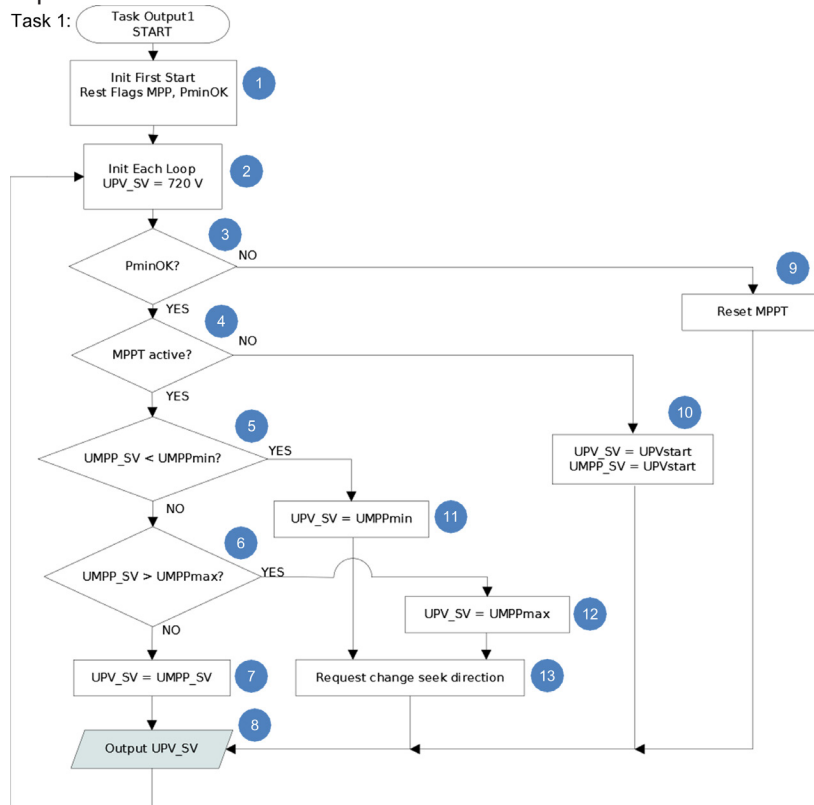 Task 1:
Task Output1
START
Init First Start
Rest Flags MPP, PminOK
1
Init Each Loop
UPV_SV = 720 V
2
3
PminOK?
NO
YES
9
Reset MPPT
4
MPPT active?
NO
YES
10
UPV_SV = UPVstart
UMPP_SV = UPVstart
5
UMPP_SV < UMPPmin?
YES
NO
UPV_SV = UMPPmin
11
6
UMPP_SV > UMPPmax?
YES
NO
UPV_SV = UMPPmax
12
UPV_SV = UMPP_SV
7
Request change seek direction
13
8
Output UPV_SV